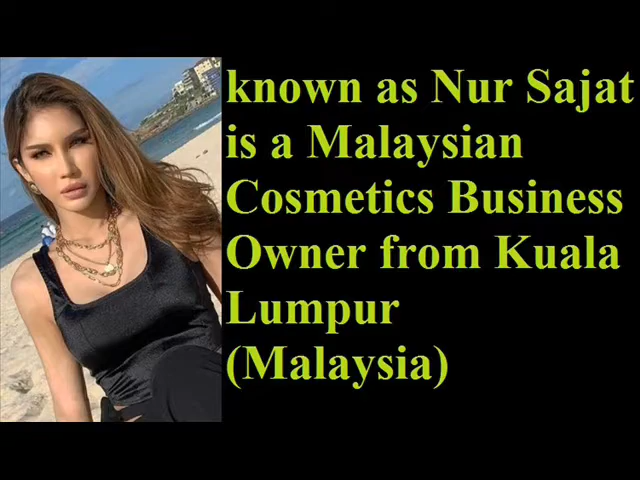 known as Nur Sajat
is a Malaysian
Cosmetics Business
Owner from Kuala
Lumpur
(Malaysia)